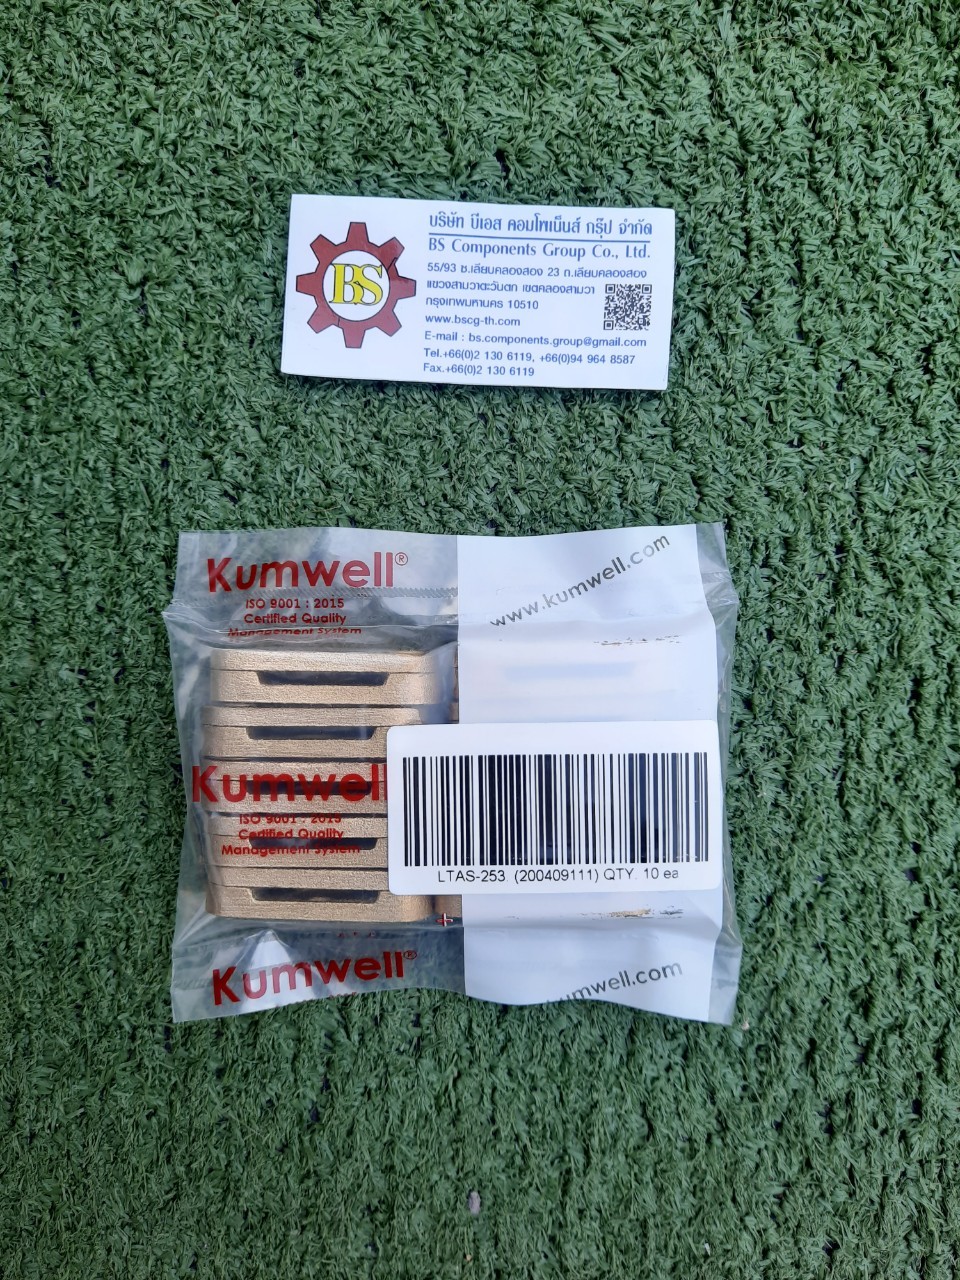 BS
บริษัท บีเอส คอมโพเน็นส์ กรุ๊ป จำกัด
BS Components Group Co., Ltd.
55/93 ซ.เลียบคลองสอง 23 ถ.เลียบคลองสอง
แขวงสามวาตะวันตก เขตคลองสามวา
กรุงเทพมหานคร 10510
www.bscg-th.com
E-mail : bs.components.group@gmail.com
Tel.+66(0)2 130 6119, +66(0)94 964 8587
Fax.+66(0)2 130 6119
Kumwell®
ISO 9001 : 2015
Certified Quality
Management System
www.kumwell.com
Kumwell
ISO 9001 : 2015
Certified Quality
Management System
LTAS-253 (200409111) QTY. 10 ea
Kumwell®
umwell.com